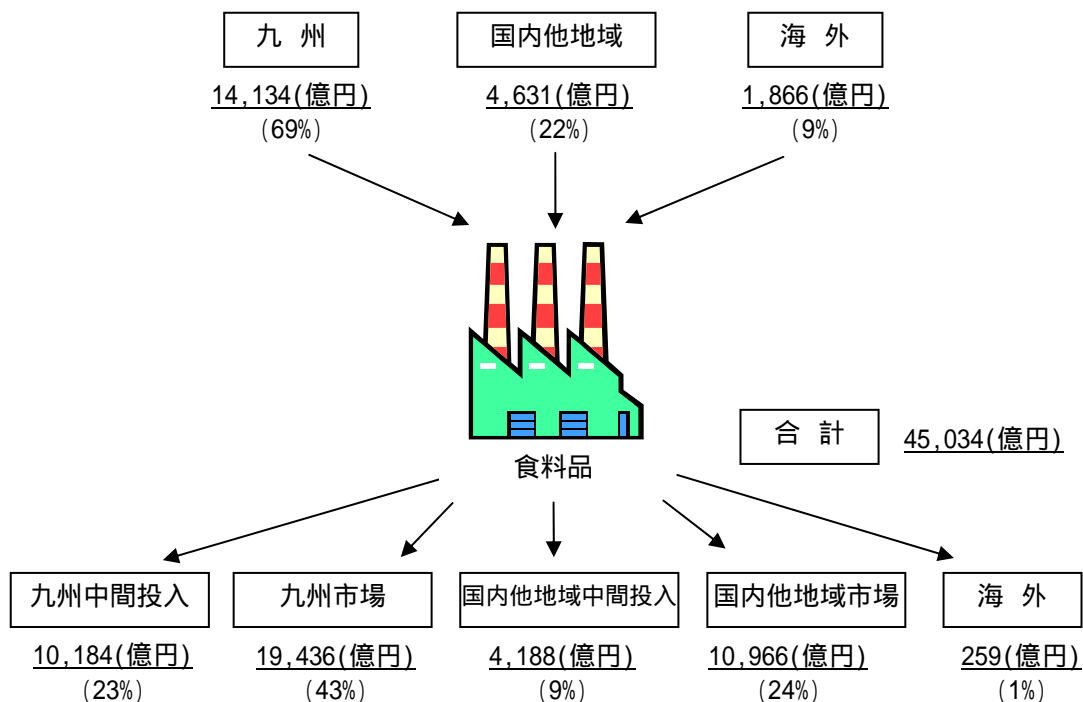 九 州
国内他地域
海 外
14,134(億円)
4,631(億円)
1,866(億円)
(69%)
(22%)
(9%)
合 計
45,034(億円)
食料品
九州中間投入
九州市場
国内他地域中間投入
国内他地域市場
海 外
10,184(億円)
19,436(億円)
4,188(億円)
10,966(億円)
259(億円)
(23%)
(43%)
(9%)
(24%)
(1%)